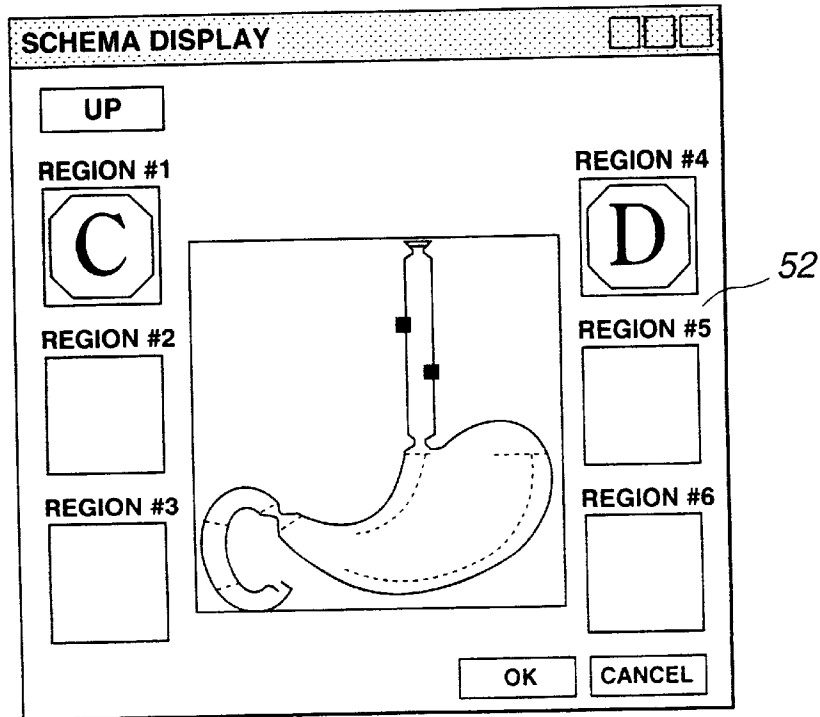 SCHEMA DISPLAY
UP
REGION #1
C
REGION #2
REGION #3
REGION #4
D
52
REGION #5
REGION #6
OK
CANCEL